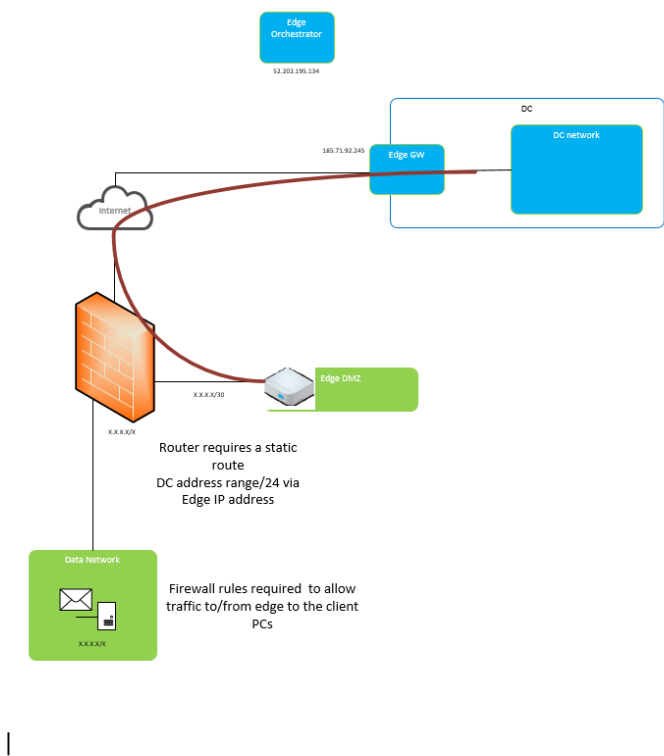 Edge
Orchestrator
52.202.195.134
DC
DC network
185.71.92.245
Edge GW
Internet
Edge DMZ
X.X.X.X/30
X.X.X.X/X
Router requires a static
route
DC address range/24 via
Edge IP address
Data Network
Firewall rules required to allow
traffic to/from edge to the client
PCs
X.X.X.X/X